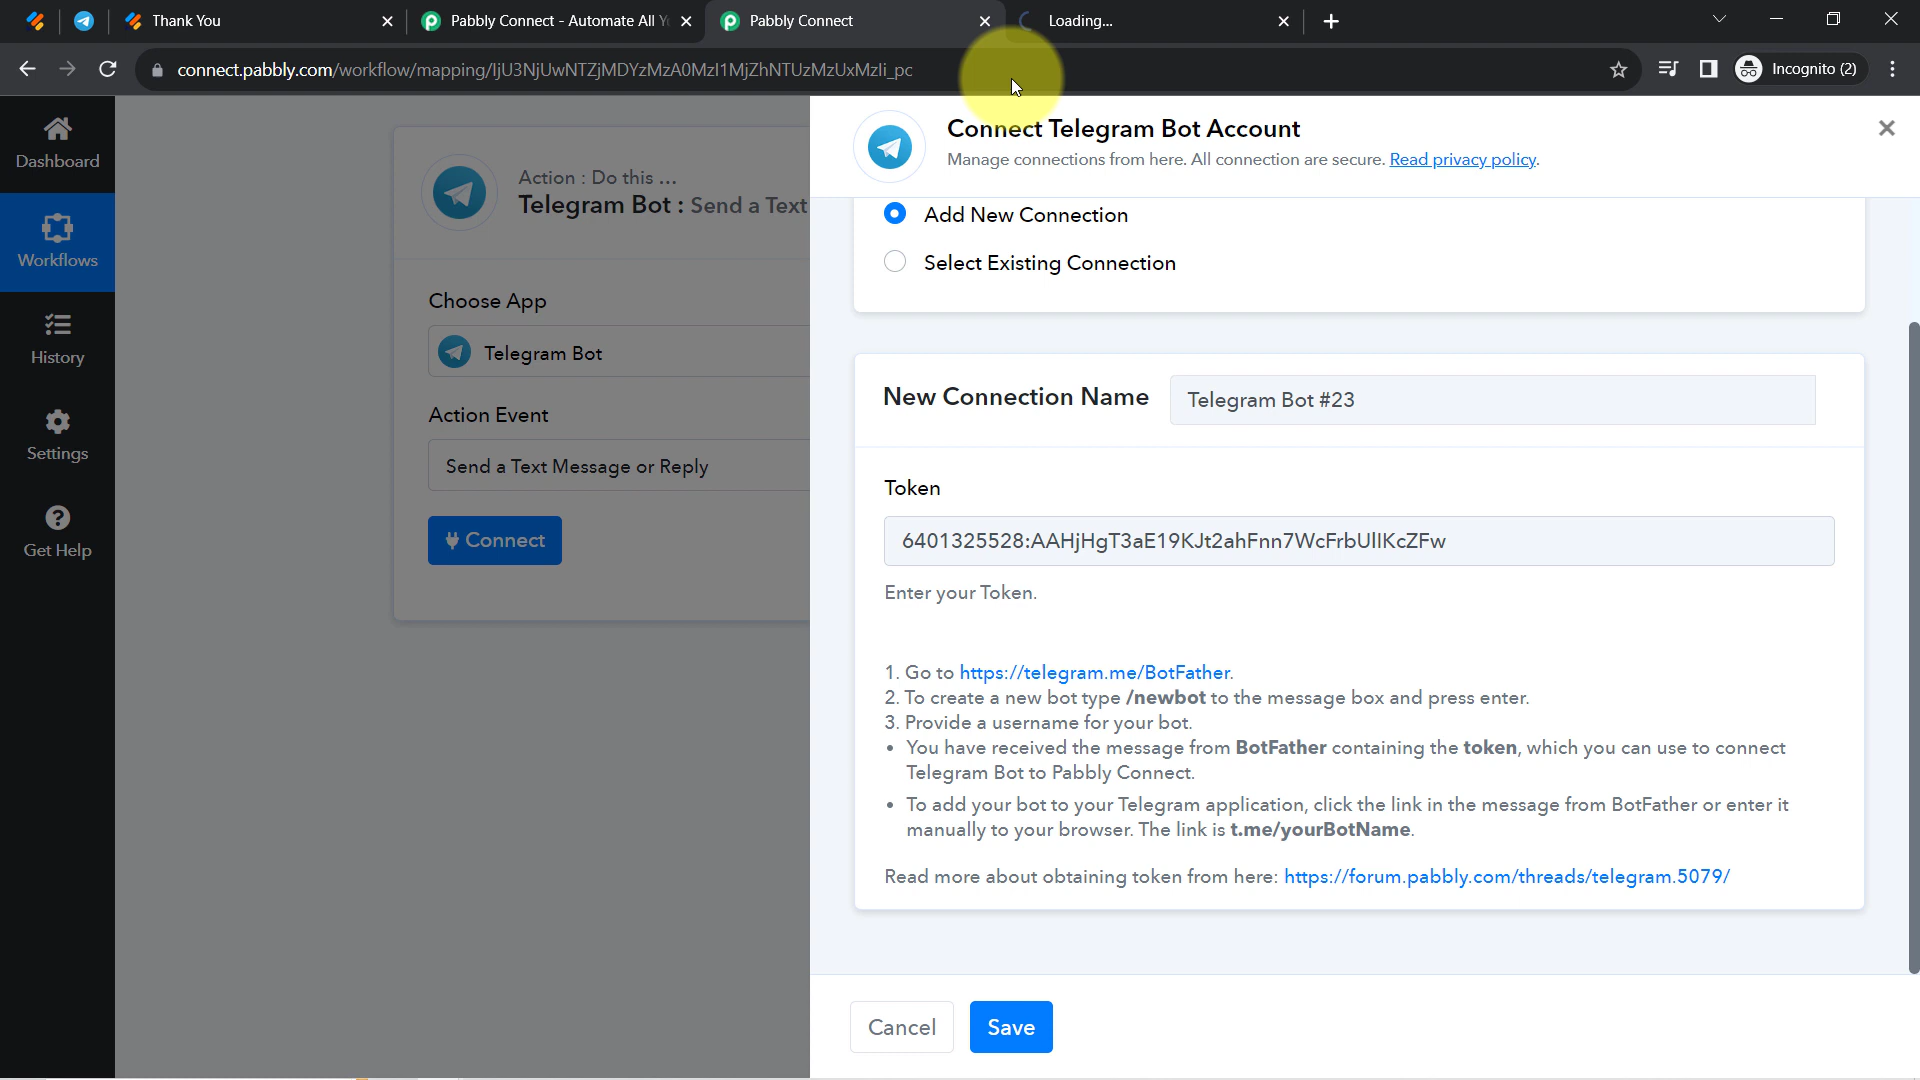 Thank You
Pabbly Connect - Automate All Y
Pabbly Connect
Loading...
connect.pabbly.com/workflow/mapping/IjU3NjUwNTZjMDYzMzA0MzI1MjZhNTUzMzUxMzIi_pc
Incognito (2)
Dashboard
Workflows
History
Settings
Get Help
Action : Do this ...
Telegram Bot : Send a Text
Choose App
Telegram Bot
Action Event
Send a Text Message or Reply
Connect
Connect Telegram Bot Account
Manage connections from here. All connection are secure. Read privacy policy.
Add New Connection
Select Existing Connection
New Connection Name
Telegram Bot #23
Token
6401325528:AAHjHgT3aE19KJt2ahFnn7WcFrbUlIKcZFw
Enter your Token.
1. Go to https://telegram.me/BotFather.
2. To create a new bot type /newbot to the message box and press enter.
3. Provide a username for your bot.
• You have received the message from BotFather containing the token, which you can use to connect
Telegram Bot to Pabbly Connect.
• To add your bot to your Telegram application, click the link in the message from BotFather or enter it
manually to your browser. The link is t.me/yourBotName.
Read more about obtaining token from here: https://forum.pabbly.com/threads/telegram.5079/
Cancel
Save